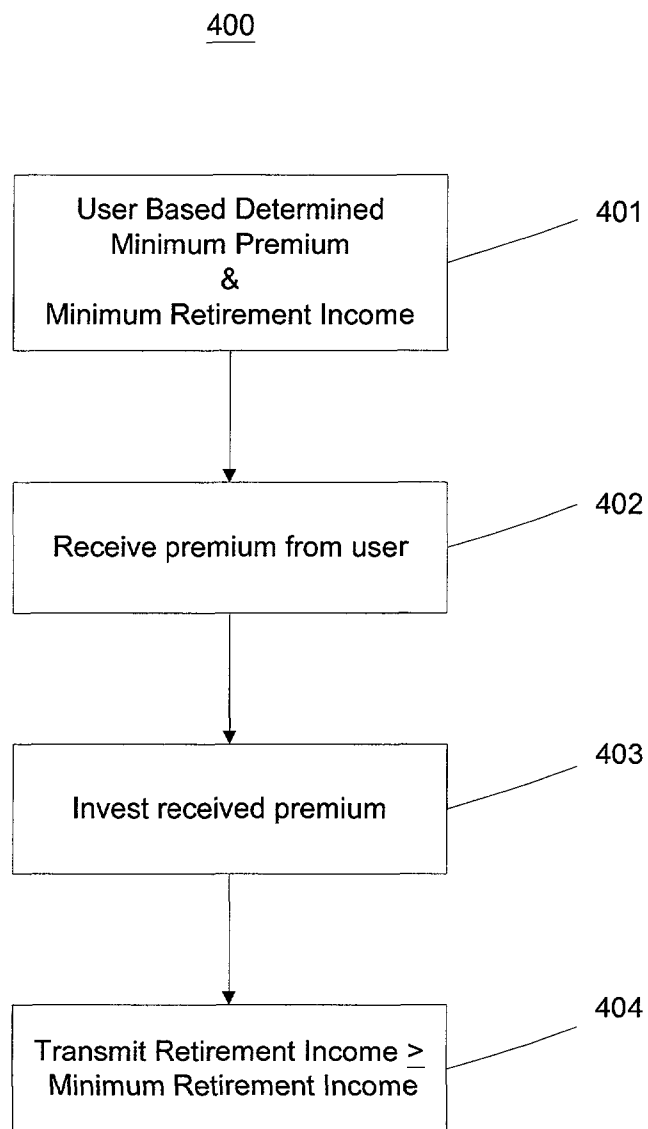 400
User Based Determined
Minimum Premium
&
Minimum Retirement Income
401
Receive premium from user
402
Invest received premium
403
Transmit Retirement Income ≥
Minimum Retirement Income
404